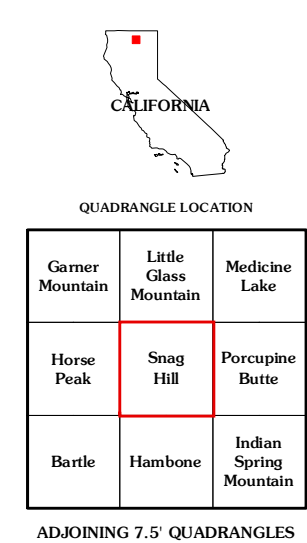 CALIFORNIA
QUADRANGLE LOCATION
Garner
Mountain
Little
Glass
Mountain
Medicine
Lake
Horse
Peak
Snag
Hill
Porcupine
Butte
Bartle
Hambone
Indian
Spring
Mountain
ADJOINING 7.5' QUADRANGLES